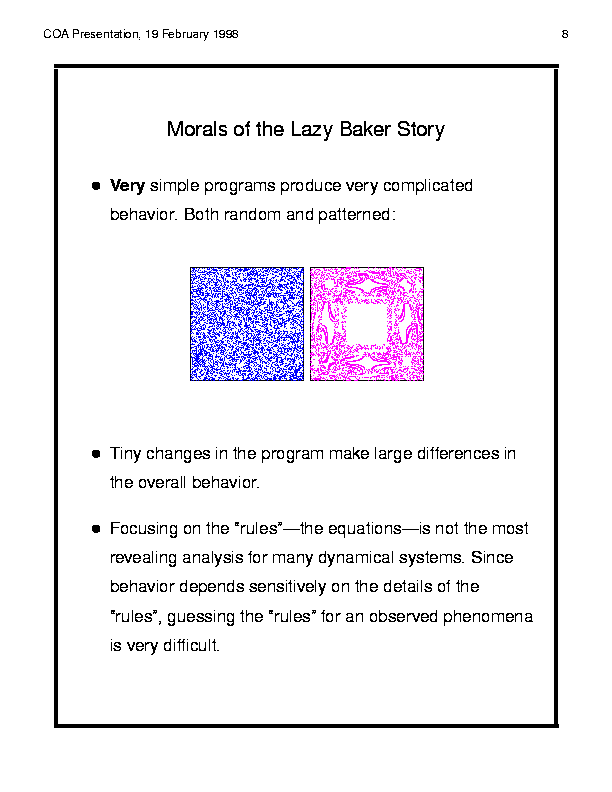 COA Presentation, 19 February 1998 8
Morals of the Lazy Baker Story
● Very simple programs produce very complicated
behavior. Both random and patterned:
● Tiny changes in the program make large differences in
the overall behavior.
● Focusing on the “rules”—the equations—is not the most
revealing analysis for many dynamical systems. Since
behavior depends sensitively on the details of the
“rules”, guessing the “rules” for an observed phenomena
is very difficult.